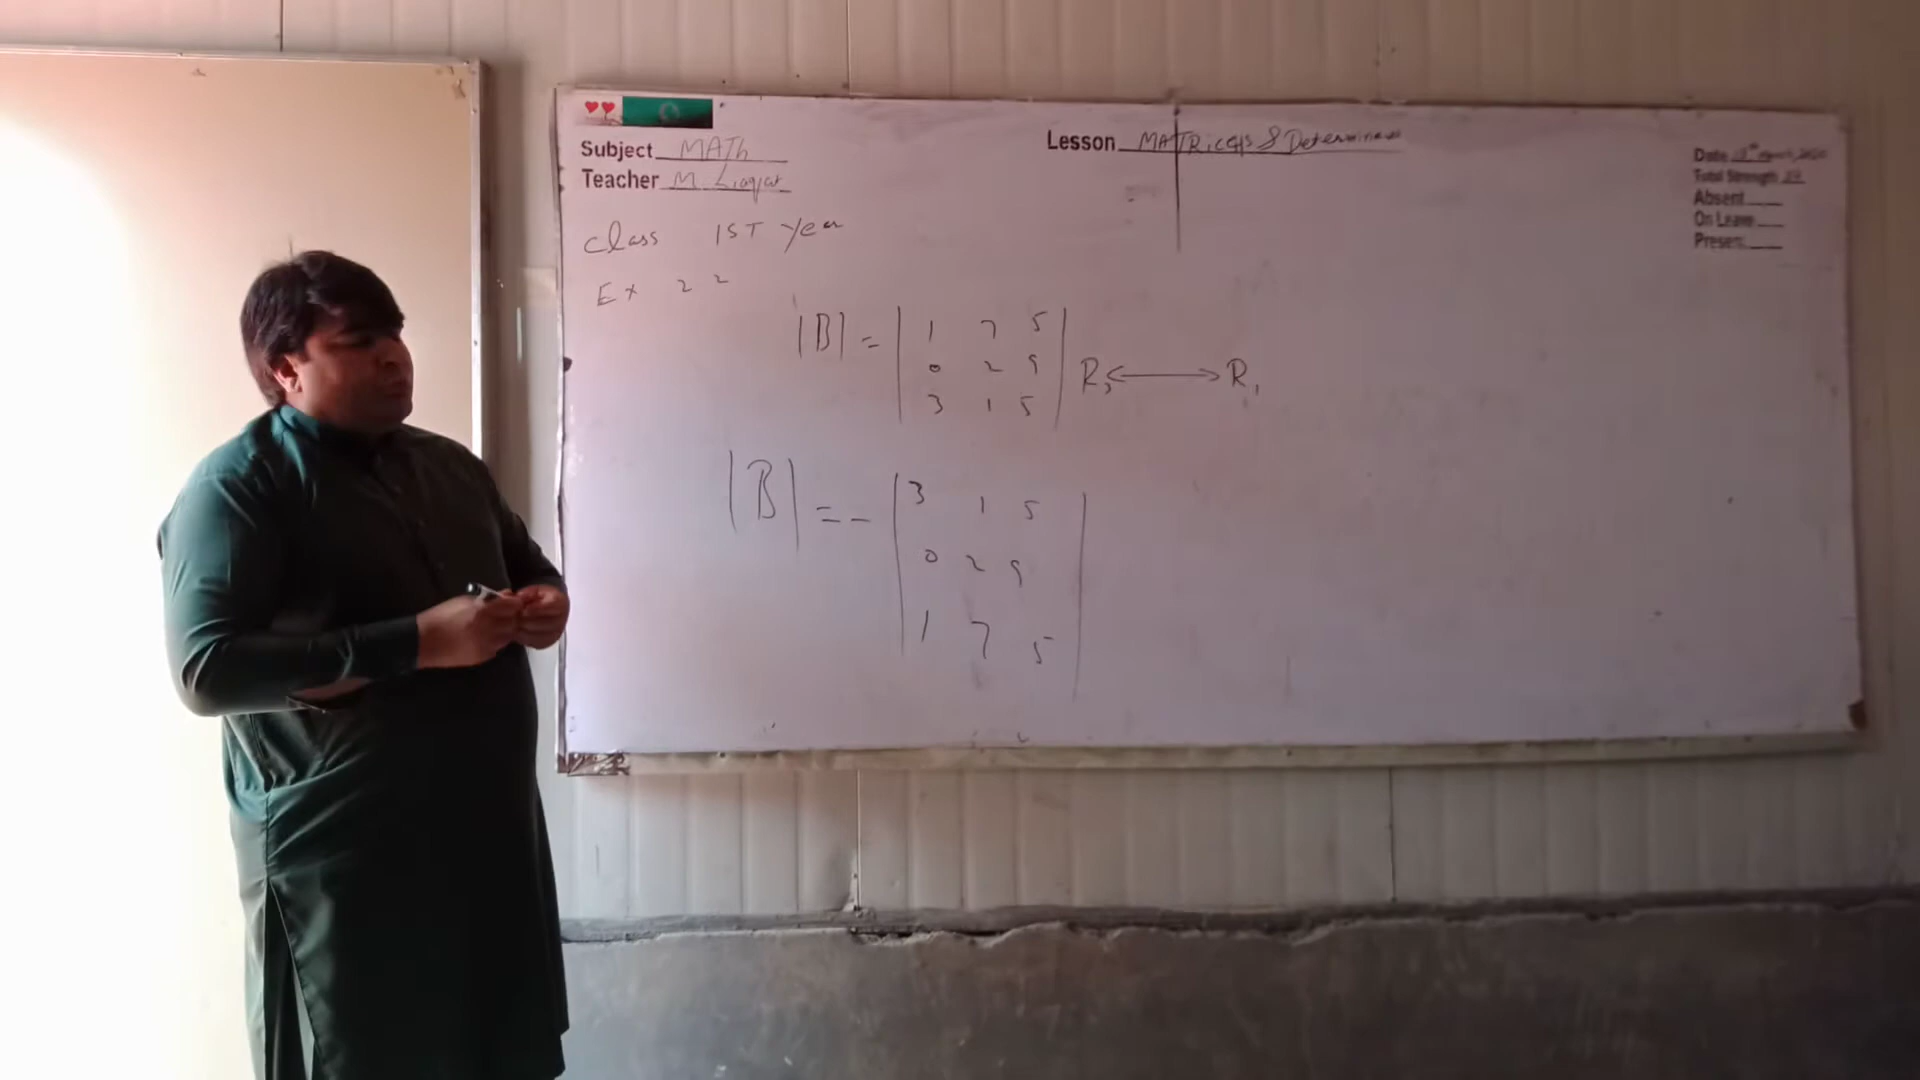 Subject MATh
Teacher M. Liaqat
Lesson MATRices & Determinan
Date
Total Strength
Absent
On Leave
Present
Class 1ST Year
Ex 2 2
|B| = | 1 7 5 |
| 0 2 9 | R3 ⟷ R1
| 3 1 5 |
|B| = - | 3 1 5 |
| 0 2 9 |
| 1 7 5 |